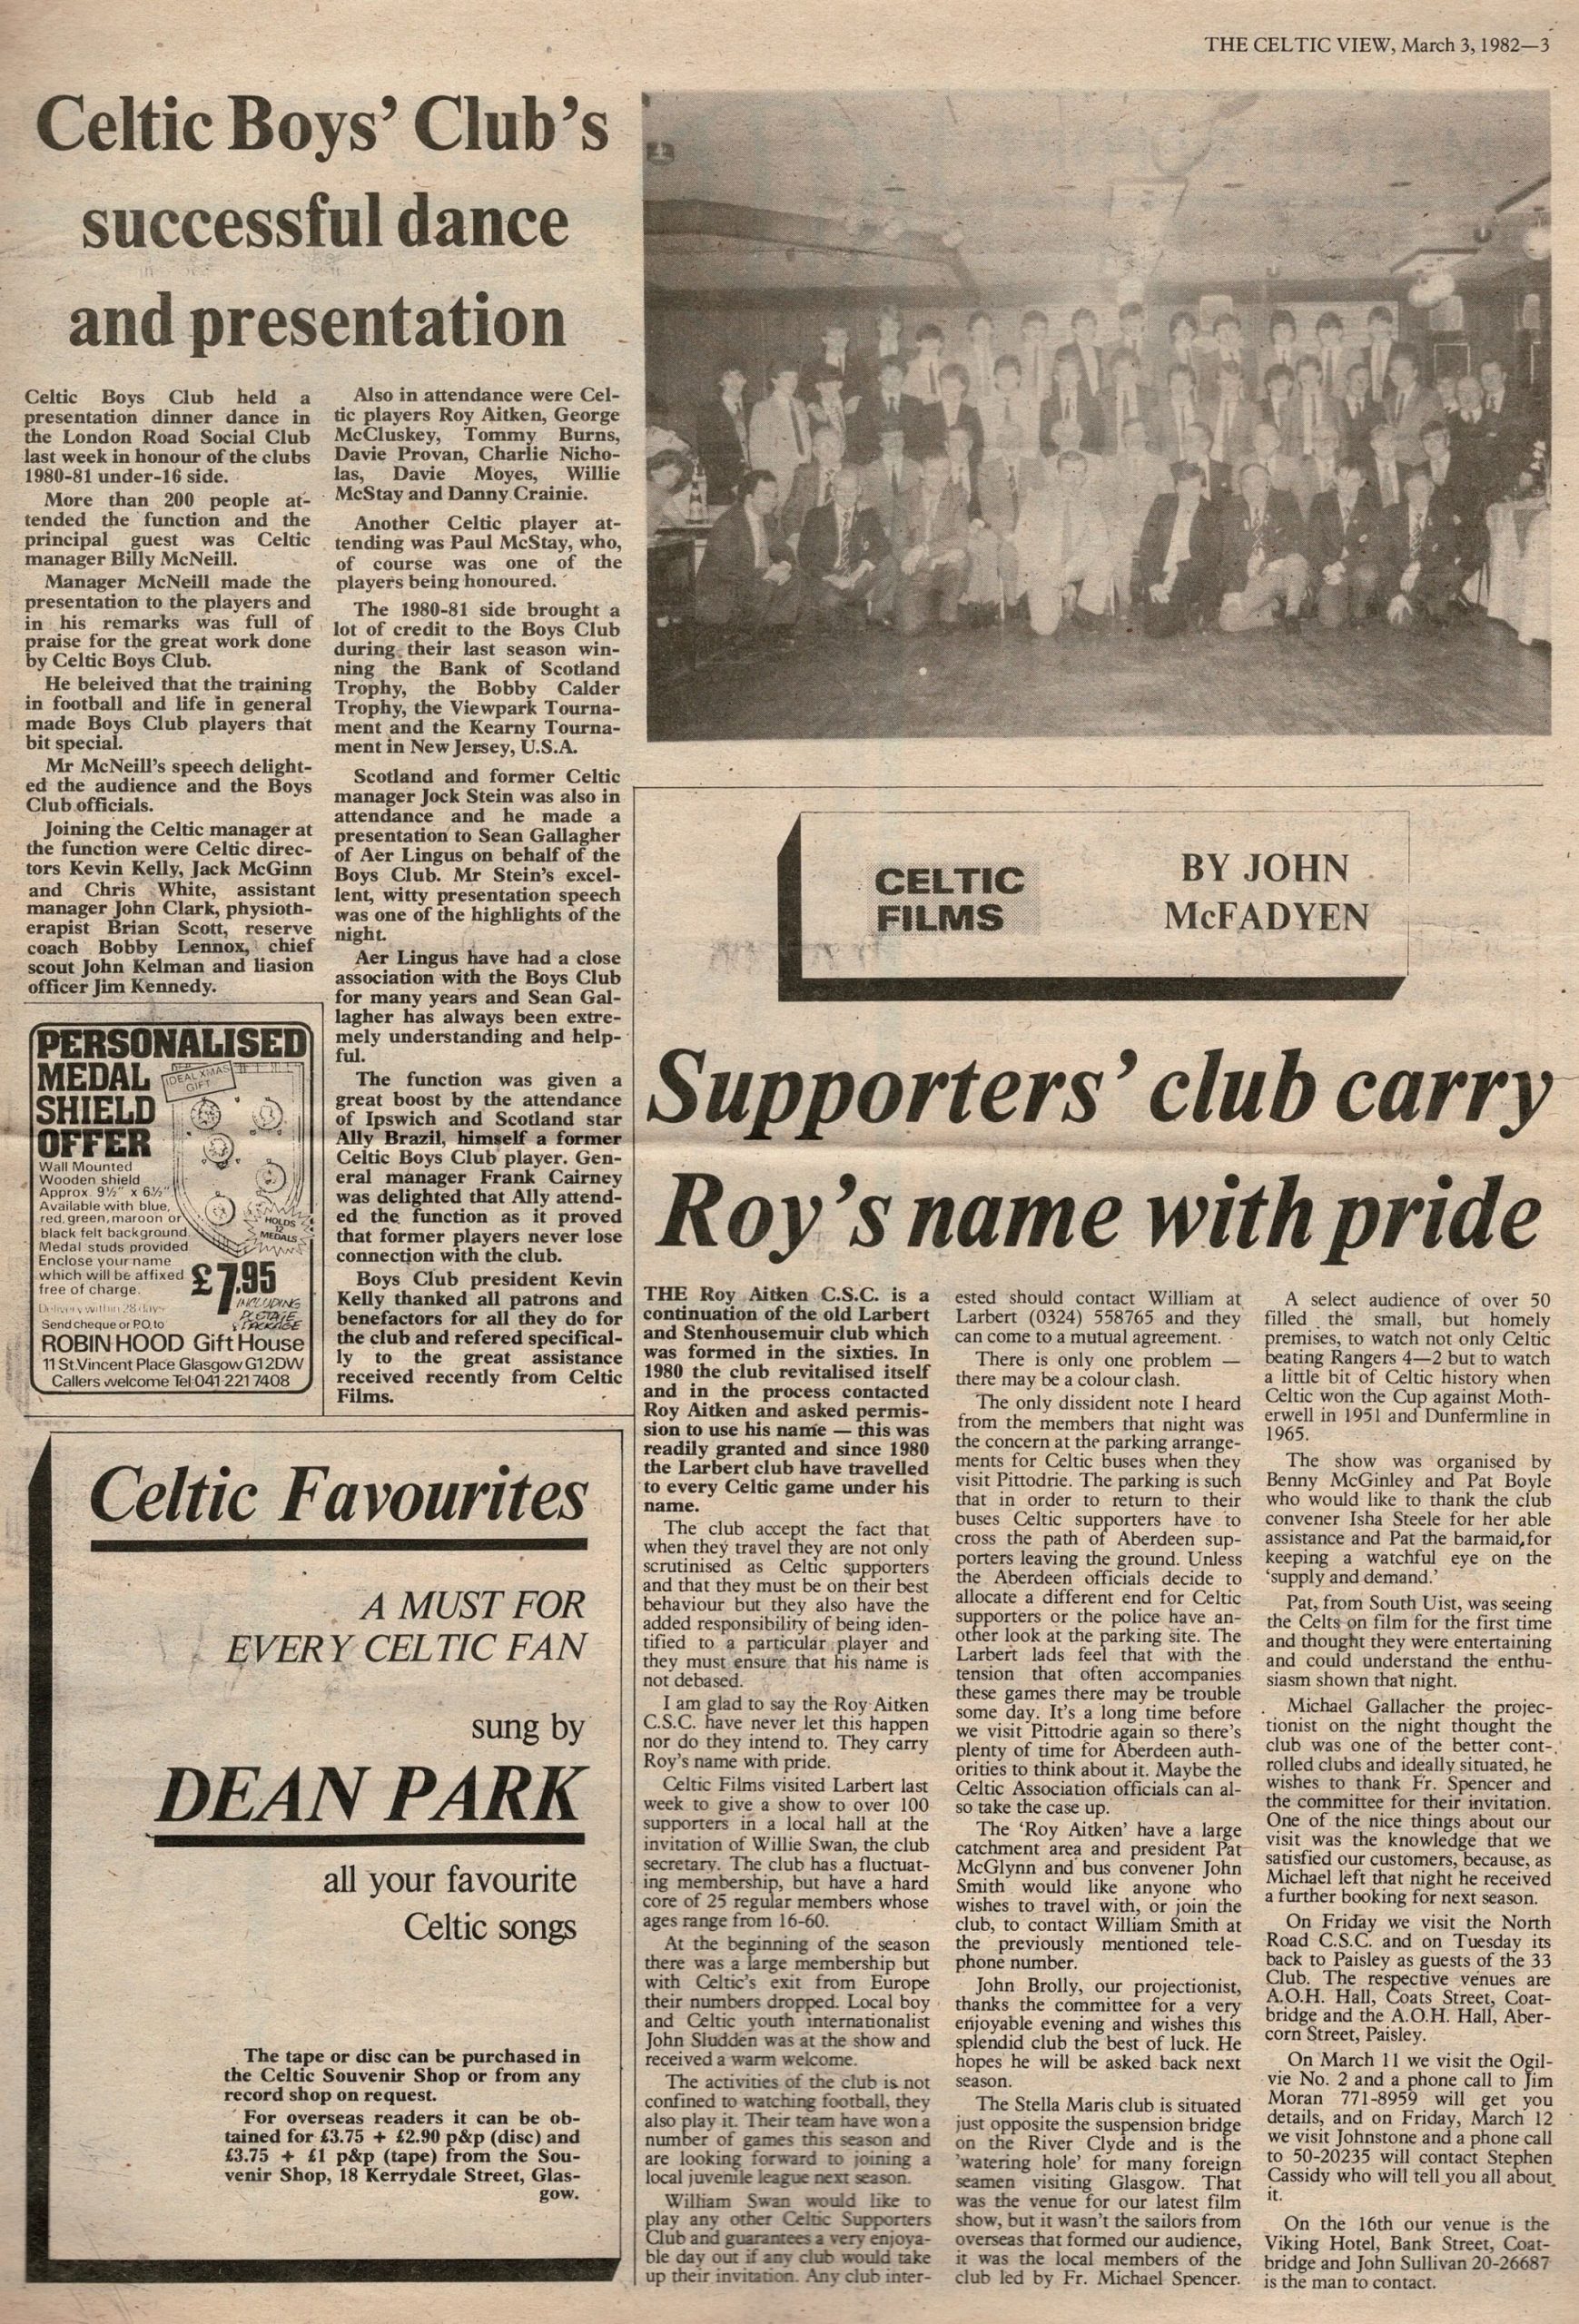 THE CELTIC VIEW, March 3, 1982—3
Celtic Boys' Club's
successful dance
and presentation
Celtic Boys Club held a
presentation dinner dance in
the London Road Social Club
last week in honour of the clubs
1980-81 under-16 side.
More than 200 people at-
tended the function and the
principal guest was Celtic
manager Billy McNeill.
Manager McNeill made the
presentation to the players and
in his remarks was full of
praise for the great work done
by Celtic Boys Club.
He beleived that the training
in football and life in general
made Boys Club players that
bit special.
Mr McNeill's speech delight-
ed the audience and the Boys
Club officials.
Joining the Celtic manager at
the function were Celtic direc-
tors Kevin Kelly, Jack McGinn
and Chris White, assistant
manager John Clark, physioth-
erapist Brian Scott, reserve
coach Bobby Lennox, chief
scout John Kelman and liasion
officer Jim Kennedy.
Also in attendance were Cel-
tic players Roy Aitken, George
McCluskey, Tommy Burns,
Davie Provan, Charlie Nicho-
las, Davie Moyes, Willie
McStay and Danny Crainie.
Another Celtic player at-
tending was Paul McStay, who,
of course was one of the
players being honoured.
The 1980-81 side brought a
lot of credit to the Boys Club
during their last season win-
ning the Bank of Scotland
Trophy, the Bobby Calder
Trophy, the Viewpark Tourna-
ment and the Kearny Tourna-
ment in New Jersey, U.S.A.
Scotland and former Celtic
manager Jock Stein was also in
attendance and he made a
presentation to Sean Gallagher
of Aer Lingus on behalf of the
Boys Club. Mr Stein's excel-
lent, witty presentation speech
was one of the highlights of the
night.
Aer Lingus have had a close
association with the Boys Club
for many years and Sean Gal-
lagher has always been extre-
mely understanding and help-
ful.
The function was given a
great boost by the attendance
of Ipswich and Scotland star
Ally Brazil, himself a former
Celtic Boys Club player. Gen-
eral manager Frank Cairney
was delighted that Ally attend-
ed the function as it proved
that former players never lose
connection with the club.
Boys Club president Kevin
Kelly thanked all patrons and
benefactors for all they do for
the club and refered specifical-
ly to the great assistance
received recently from Celtic
Films.
PERSONALISED
MEDAL
SHIELD
OFFER
IDEAL XMAS
GIFT
Wall Mounted
Wooden shield
Approx. 9½" x 6½"
Available with blue,
red, green, maroon or
black felt background.
Medal studs provided
Enclose your name
which will be affixed
free of charge.
Delivery within 28 days
HOLDS
12
MEDALS
£7.95
INCLUDING
POSTAGE
& PACKAGE
Send cheque or P.O. to
ROBIN HOOD Gift House
11 St. Vincent Place Glasgow G1 2DW
Callers welcome Tel: 041-221 7408
Celtic Favourites
A MUST FOR
EVERY CELTIC FAN
sung by
DEAN PARK
all your favourite
Celtic songs
The tape or disc can be purchased in
the Celtic Souvenir Shop or from any
record shop on request.
For overseas readers it can be ob-
tained for £3.75 + £2.90 p&p (disc) and
£3.75 + £1 p&p (tape) from the Sou-
venir Shop, 18 Kerrydale Street, Glas-
gow.
CELTIC
FILMS
BY JOHN
McFADYEN
Supporters' club carry
Roy's name with pride
THE Roy Aitken C.S.C. is a
continuation of the old Larbert
and Stenhousemuir club which
was formed in the sixties. In
1980 the club revitalised itself
and in the process contacted
Roy Aitken and asked permis-
sion to use his name — this was
readily granted and since 1980
the Larbert club have travelled
to every Celtic game under his
name.
The club accept the fact that
when they travel they are not only
scrutinised as Celtic supporters
and that they must be on their best
behaviour but they also have the
added responsibility of being iden-
tified to a particular player and
they must ensure that his name is
not debased.
I am glad to say the Roy Aitken
C.S.C. have never let this happen
nor do they intend to. They carry
Roy's name with pride.
Celtic Films visited Larbert last
week to give a show to over 100
supporters in a local hall at the
invitation of Willie Swan, the club
secretary. The club has a fluctuat-
ing membership, but have a hard
core of 25 regular members whose
ages range from 16-60.
At the beginning of the season
there was a large membership but
with Celtic's exit from Europe
their numbers dropped. Local boy
and Celtic youth internationalist
John Sludden was at the show and
received a warm welcome.
The activities of the club is not
confined to watching football, they
also play it. Their team have won a
number of games this season and
are looking forward to joining a
local juvenile league next season.
William Swan would like to
play any other Celtic Supporters
Club and guarantees a very enjoya-
ble day out if any club would take
up their invitation. Any club inter-
ested should contact William at
Larbert (0324) 558765 and they
can come to a mutual agreement.
There is only one problem —
there may be a colour clash.
The only dissident note I heard
from the members that night was
the concern at the parking arrange-
ments for Celtic buses when they
visit Pittodrie. The parking is such
that in order to return to their
buses Celtic supporters have to
cross the path of Aberdeen sup-
porters leaving the ground. Unless
the Aberdeen officials decide to
allocate a different end for Celtic
supporters or the police have an-
other look at the parking site. The
Larbert lads feel that with the
tension that often accompanies
these games there may be trouble
some day. It's a long time before
we visit Pittodrie again so there's
plenty of time for Aberdeen auth-
orities to think about it. Maybe the
Celtic Association officials can al-
so take the case up.
The 'Roy Aitken' have a large
catchment area and president Pat
McGlynn and bus convener John
Smith would like anyone who
wishes to travel with, or join the
club, to contact William Smith at
the previously mentioned tele-
phone number.
John Brolly, our projectionist,
thanks the committee for a very
enjoyable evening and wishes this
splendid club the best of luck. He
hopes he will be asked back next
season.
The Stella Maris club is situated
just opposite the suspension bridge
on the River Clyde and is the
'watering hole' for many foreign
seamen visiting Glasgow. That
was the venue for our latest film
show, but it wasn't the sailors from
overseas that formed our audience,
it was the local members of the
club led by Fr. Michael Spencer.
A select audience of over 50
filled the small, but homely
premises, to watch not only Celtic
beating Rangers 4—2 but to watch
a little bit of Celtic history when
Celtic won the Cup against Moth-
erwell in 1951 and Dunfermline in
1965.
The show was organised by
Benny McGinley and Pat Boyle
who would like to thank the club
convener Isha Steele for her able
assistance and Pat the barmaid, for
keeping a watchful eye on the
'supply and demand.'
Pat, from South Uist, was seeing
the Celts on film for the first time
and thought they were entertaining
and could understand the enthu-
siasm shown that night.
Michael Gallacher the projec-
tionist on the night thought the
club was one of the better cont-
rolled clubs and ideally situated, he
wishes to thank Fr. Spencer and
the committee for their invitation.
One of the nice things about our
visit was the knowledge that we
satisfied our customers, because, as
Michael left that night he received
a further booking for next season.
On Friday we visit the North
Road C.S.C. and on Tuesday its
back to Paisley as guests of the 33
Club. The respective venues are
A.O.H. Hall, Coats Street, Coat-
bridge and the A.O.H. Hall, Aber-
corn Street, Paisley.
On March 11 we visit the Ogil-
vie No. 2 and a phone call to Jim
Moran 771-8959 will get you
details, and on Friday, March 12
we visit Johnstone and a phone call
to 50-20235 will contact Stephen
Cassidy who will tell you all about
it.
On the 16th our venue is the
Viking Hotel, Bank Street, Coat-
bridge and John Sullivan 20-26687
is the man to contact.